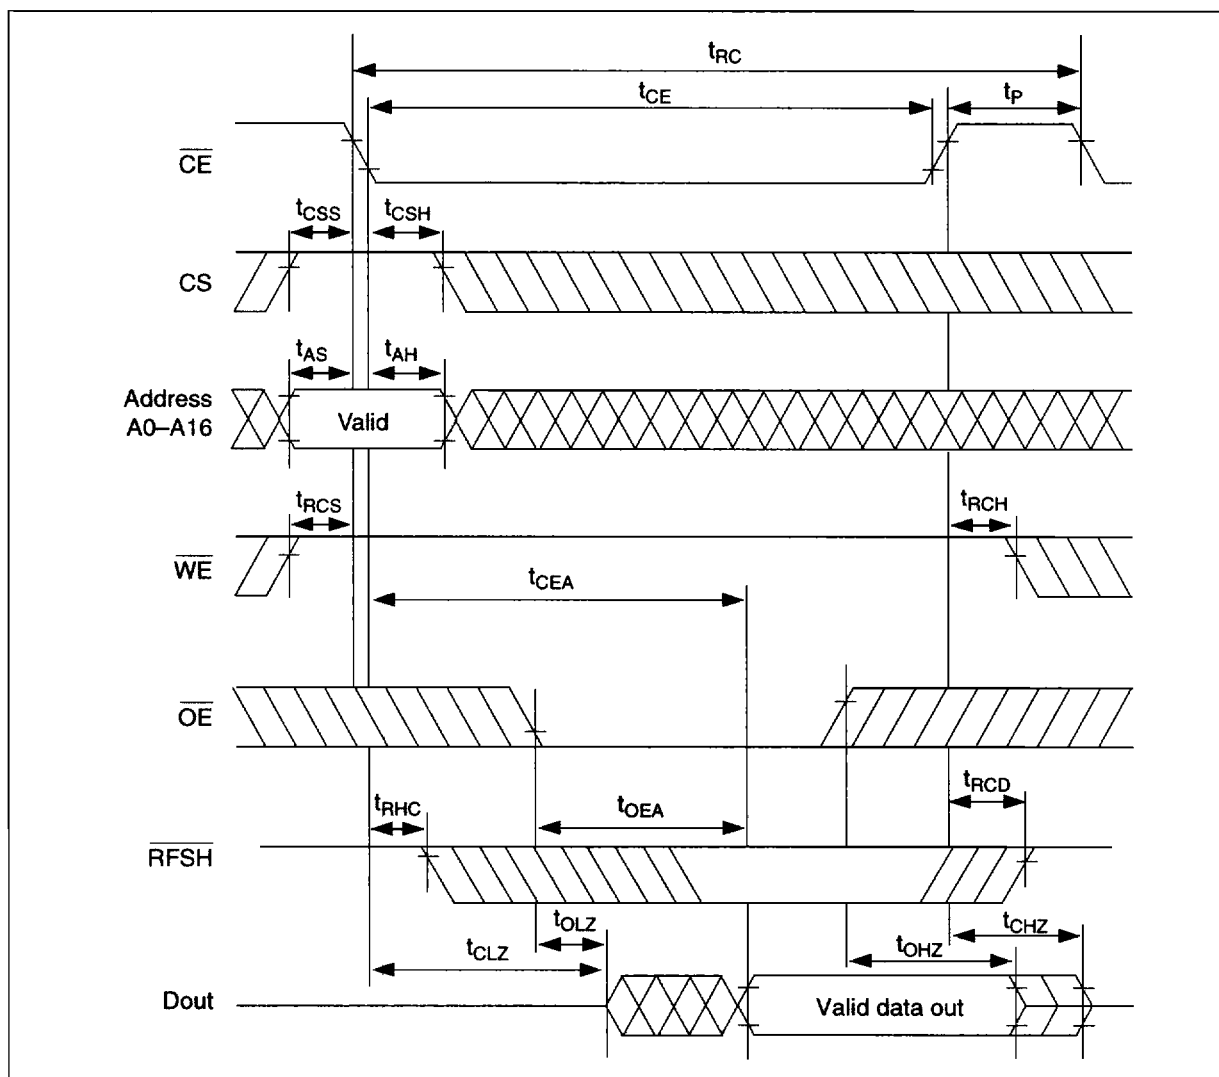 tRC
tCE
tP
CE
tCSS
tCSH
CS
tAS
tAH
Address
A0–A16
Valid
tRCS
tRCH
WE
tCEA
OE
tRCD
tRHC
tOEA
RFSH
tOLZ
tCHZ
tCLZ
tOHZ
Dout
Valid data out